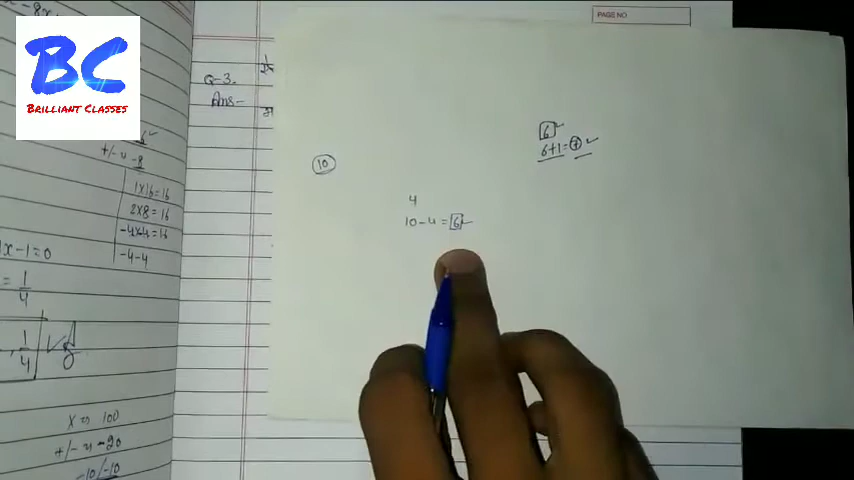 BC
BRILLIANT CLASSES
PAGE NO
Q-3.
Ans-
1x16=16
2x8=16
-4x4=16
-4-4
x-1=0
= 1/4
1/4
10
4
10-4=6
6
6+1=7
x → 100
+/- → -20
-10/-10